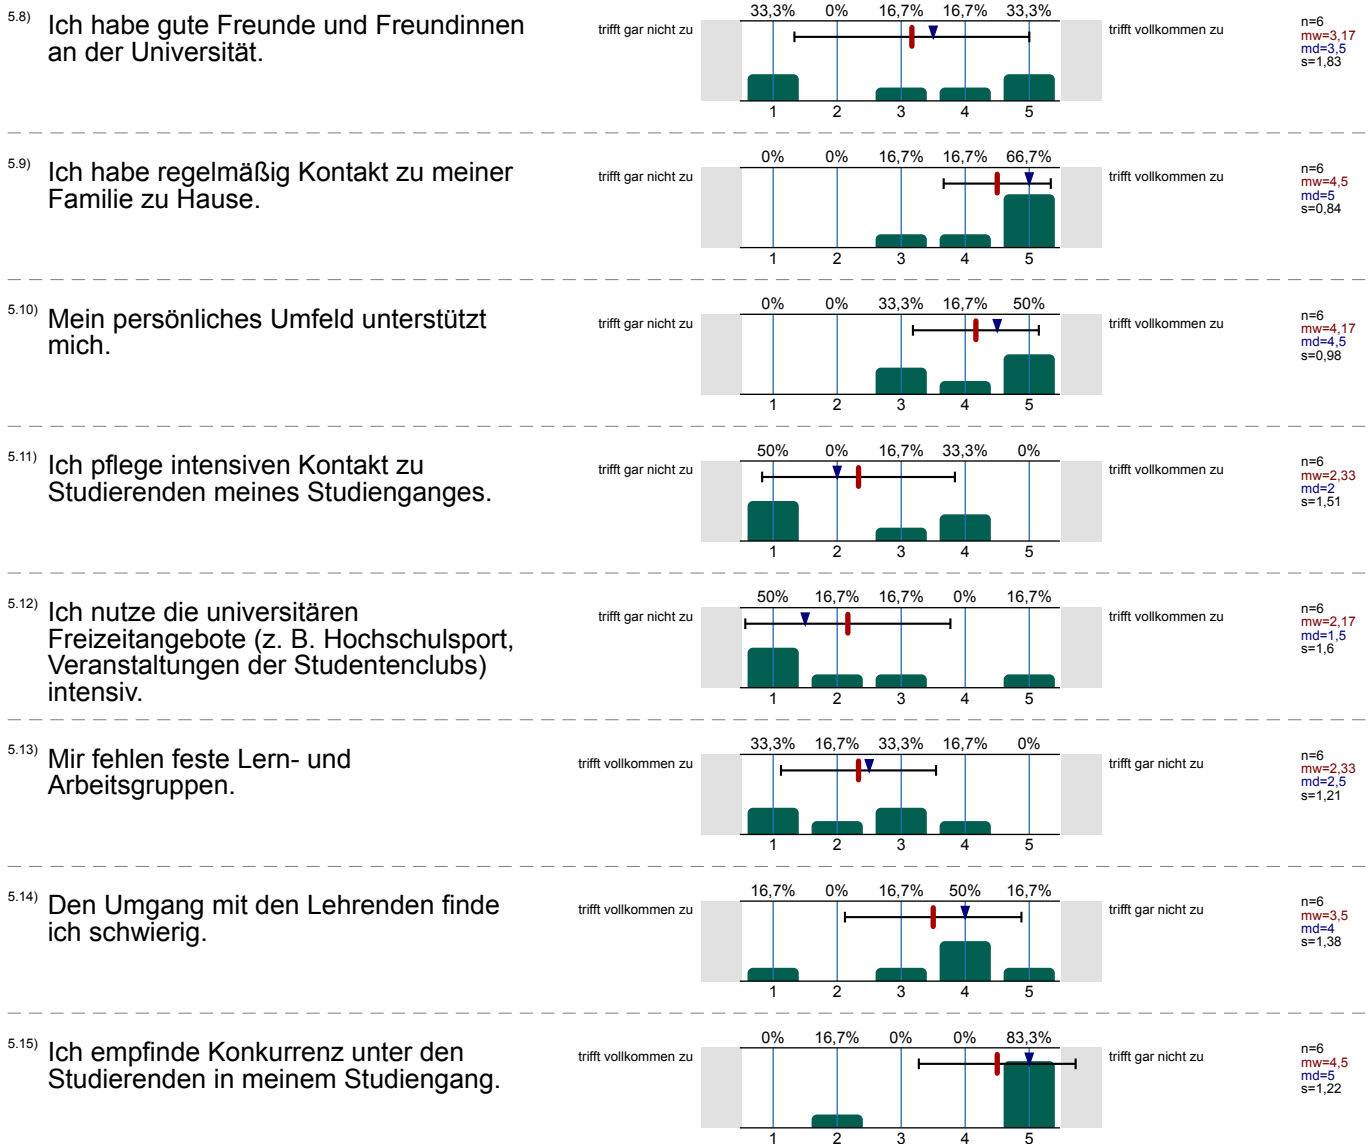 5.8) Ich habe gute Freunde und Freundinnen
an der Universität.
trifft gar nicht zu
33,3% 0% 16,7% 16,7% 33,3%
1 2 3 4 5
trifft vollkommen zu
n=6
mw=3,17
md=3,5
s=1,83
5.9) Ich habe regelmäßig Kontakt zu meiner
Familie zu Hause.
trifft gar nicht zu
0% 0% 16,7% 16,7% 66,7%
1 2 3 4 5
trifft vollkommen zu
n=6
mw=4,5
md=5
s=0,84
5.10) Mein persönliches Umfeld unterstützt
mich.
trifft gar nicht zu
0% 0% 33,3% 16,7% 50%
1 2 3 4 5
trifft vollkommen zu
n=6
mw=4,17
md=4,5
s=0,98
5.11) Ich pflege intensiven Kontakt zu
Studierenden meines Studienganges.
trifft gar nicht zu
50% 0% 16,7% 33,3% 0%
1 2 3 4 5
trifft vollkommen zu
n=6
mw=2,33
md=2
s=1,51
5.12) Ich nutze die universitären
Freizeitangebote (z. B. Hochschulsport,
Veranstaltungen der Studentenclubs)
intensiv.
trifft gar nicht zu
50% 16,7% 16,7% 0% 16,7%
1 2 3 4 5
trifft vollkommen zu
n=6
mw=2,17
md=1,5
s=1,6
5.13) Mir fehlen feste Lern- und
Arbeitsgruppen.
trifft vollkommen zu
33,3% 16,7% 33,3% 16,7% 0%
1 2 3 4 5
trifft gar nicht zu
n=6
mw=2,33
md=2,5
s=1,21
5.14) Den Umgang mit den Lehrenden finde
ich schwierig.
trifft vollkommen zu
16,7% 0% 16,7% 50% 16,7%
1 2 3 4 5
trifft gar nicht zu
n=6
mw=3,5
md=4
s=1,38
5.15) Ich empfinde Konkurrenz unter den
Studierenden in meinem Studiengang.
trifft vollkommen zu
0% 16,7% 0% 0% 83,3%
1 2 3 4 5
trifft gar nicht zu
n=6
mw=4,5
md=5
s=1,22